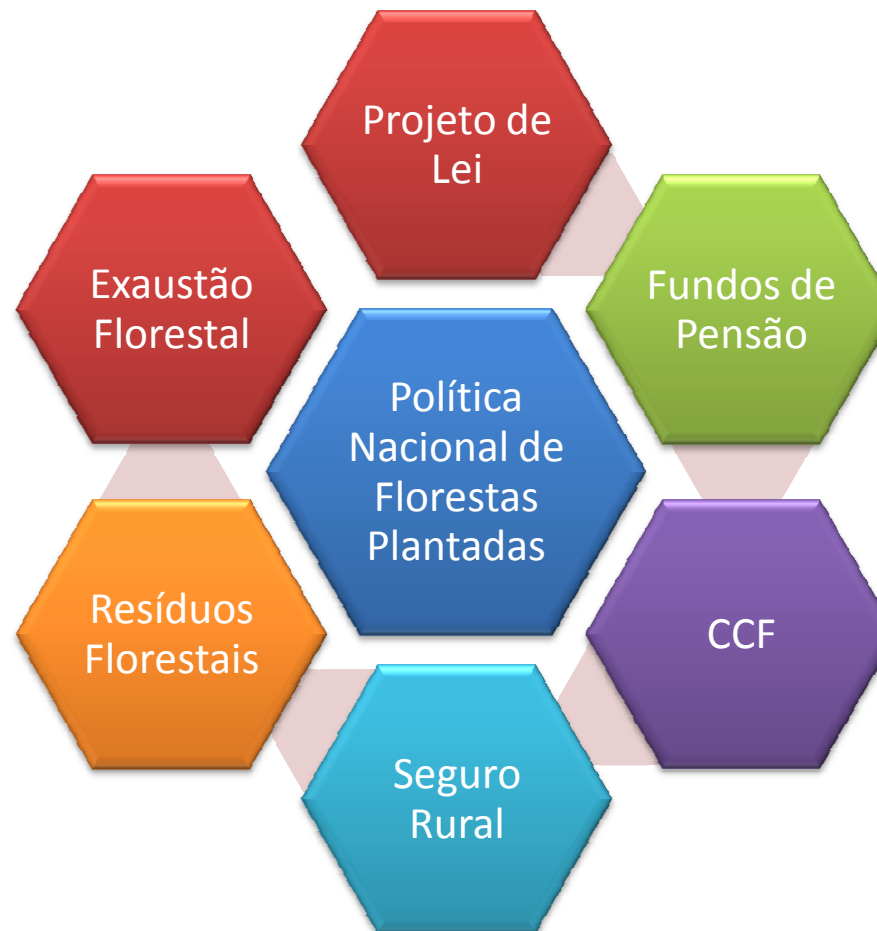 Projeto de
Lei
Exaustão
Florestal
Fundos de
Pensão
Política
Nacional de
Florestas
Plantadas
Resíduos
Florestais
CCF
Seguro
Rural